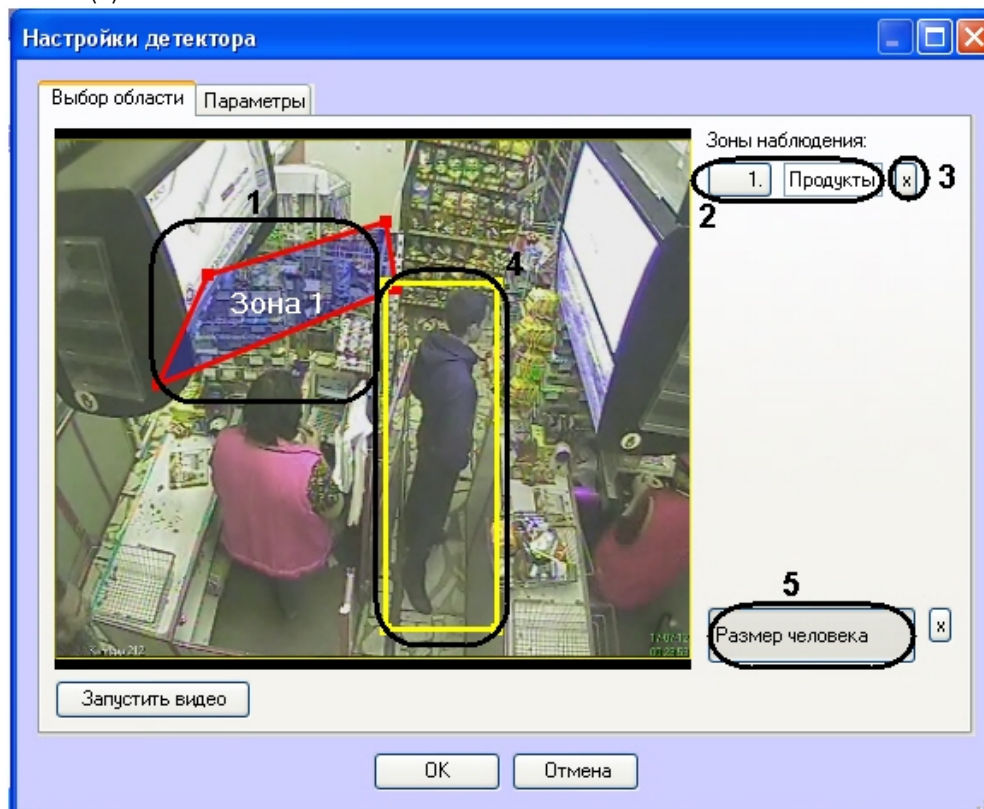 Настройки детектора
Выбор области
Параметры
Зоны наблюдения:
1. Продукты x 3
2
1
Зона 1
4
5
Размер человека x
Запустить видео
OK Отмена